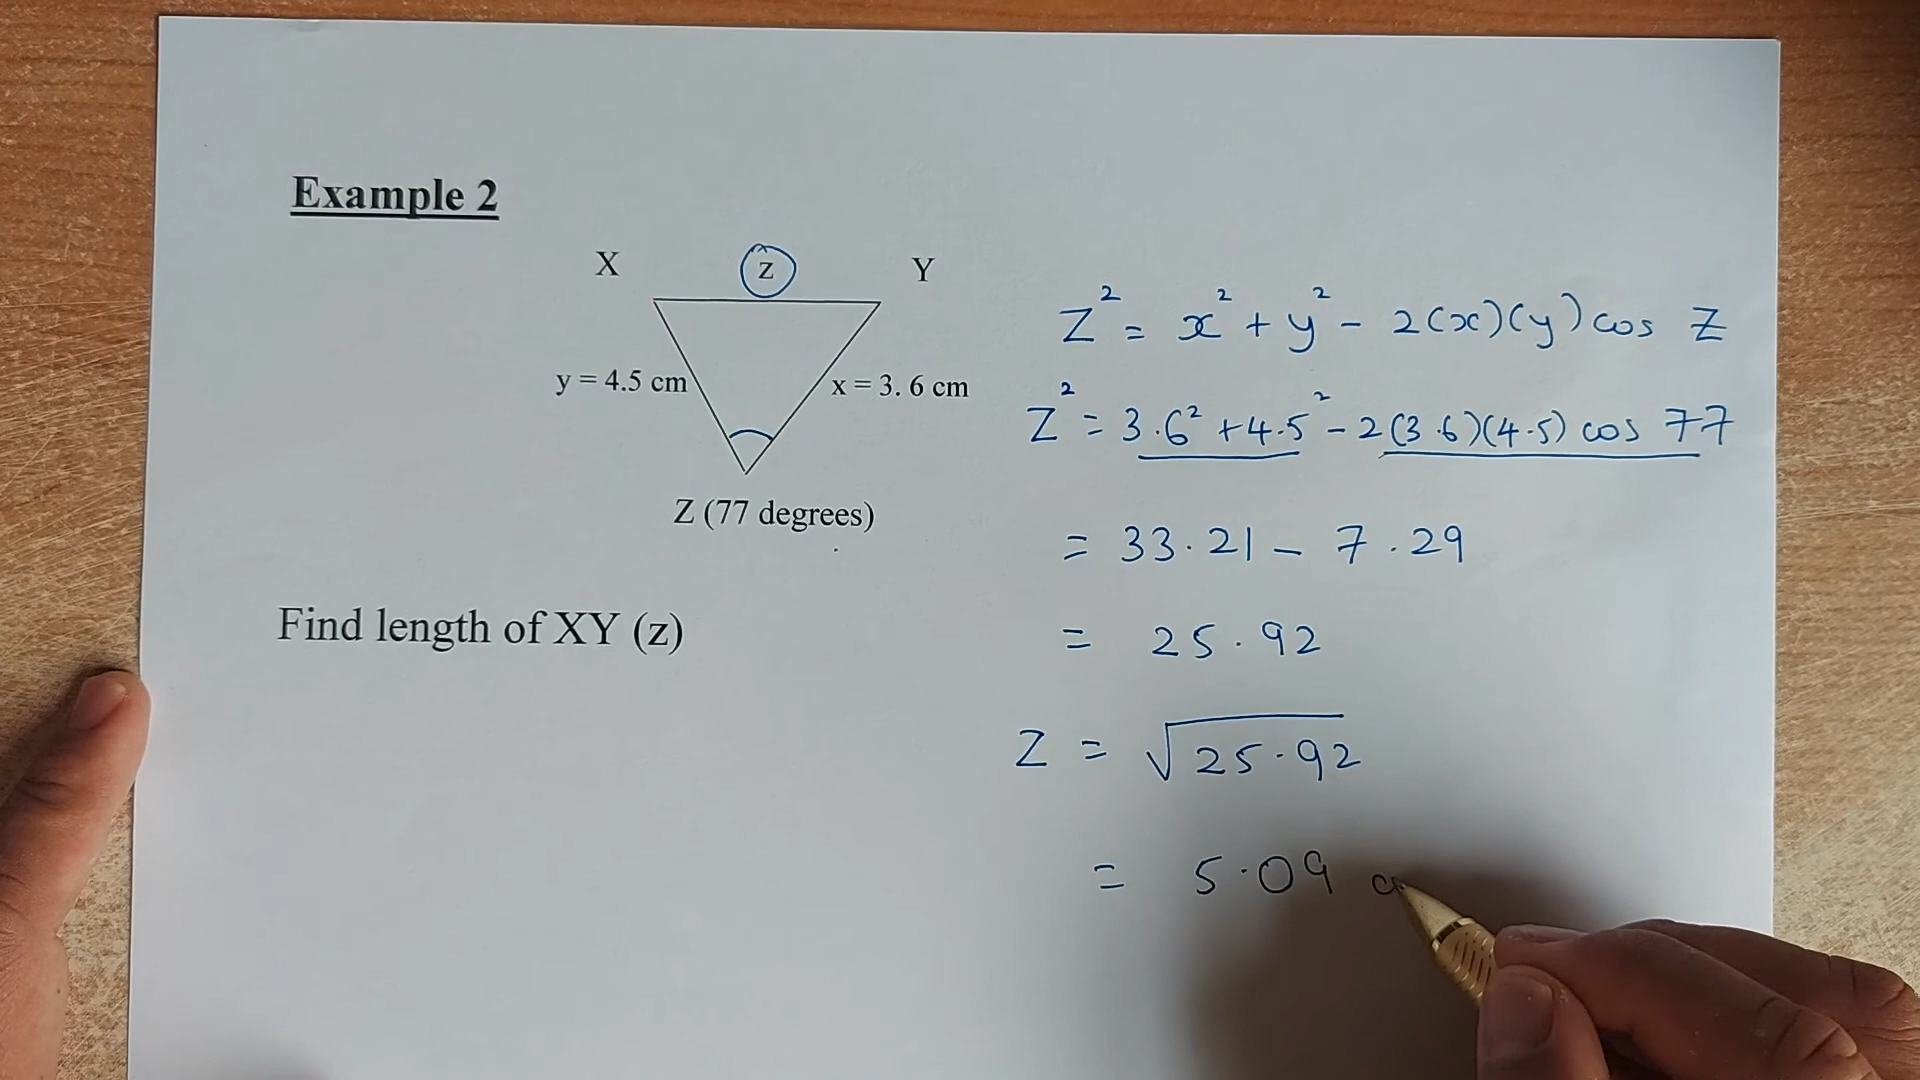 Example 2
X z Y
y = 4.5 cm x = 3. 6 cm
Z (77 degrees)
Find length of XY (z)
z² = x² + y² - 2(x)(y) cos Z
z² = 3.6² + 4.5² - 2(3.6)(4.5) cos 77
= 33.21 - 7.29
= 25.92
z = √25.92
= 5.09